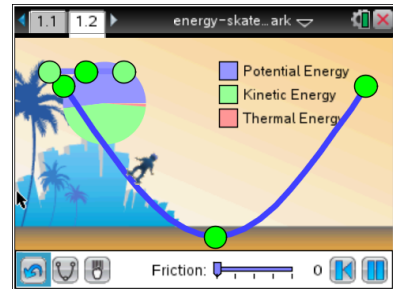 1.1 1.2 energy-skate…ark
Potential Energy
Kinetic Energy
Thermal Energy
Friction: 0